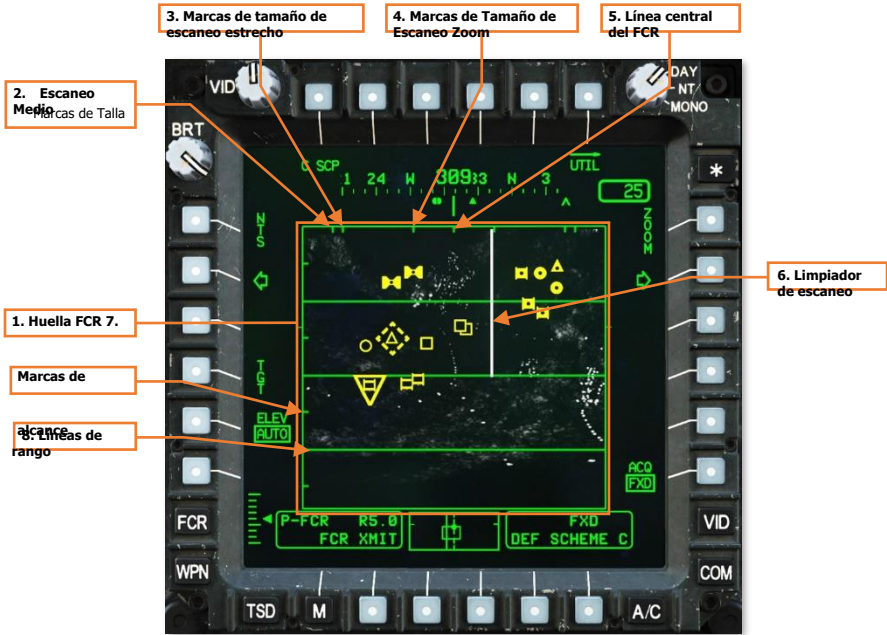 3. Marcas de tamaño de
escaneo estrecho
4. Marcas de Tamaño de
Escaneo Zoom
5. Línea central
del FCR
2. Escaneo
Medio
Marcas de Talla
1. Huella FCR 7.
Marcas de
alcance
8. Líneas de
rango
6. Limpiador
de escaneo
VID
DAY
NT
MONO
BRT
*
C SCP
UTIL
1 24 W 309 33 N 3
25
NTS
ZOOM
TGT
ELEV
AUTO
ACQ
FXD
P-FCR R5.0
FCR XMIT
FXD
DEF SCHEME C
FCR
VID
WPN
COM
TSD
M
A/C